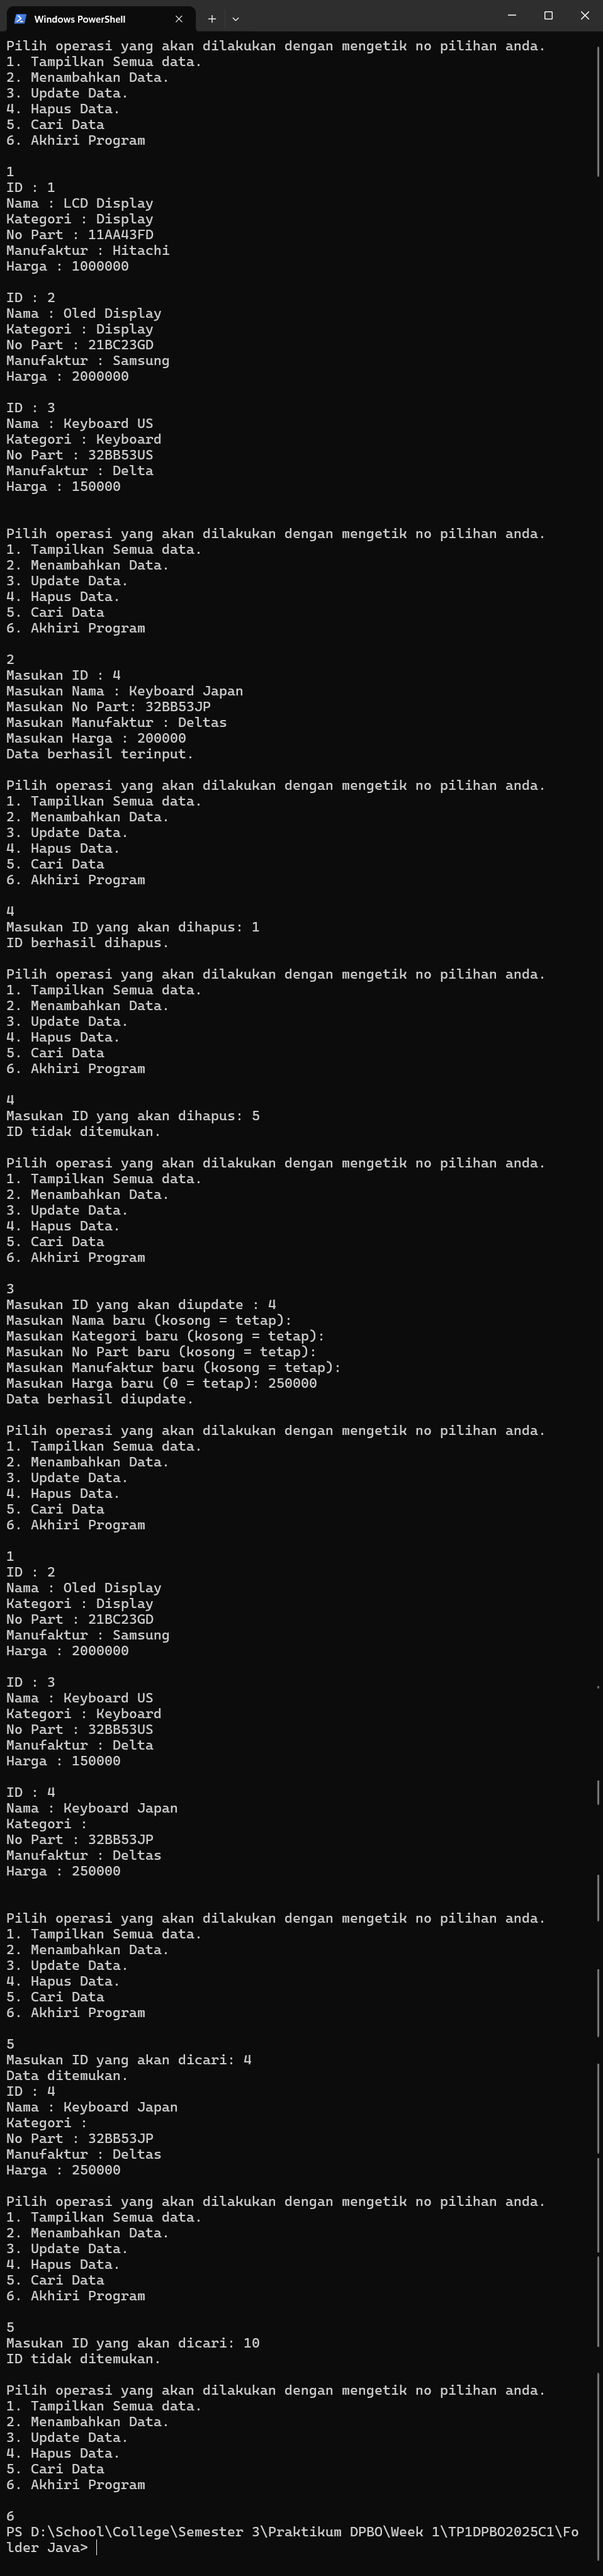 Windows PowerShell
Pilih operasi yang akan dilakukan dengan mengetik no pilihan anda.
1. Tampilkan Semua data.
2. Menambahkan Data.
3. Update Data.
4. Hapus Data.
5. Cari Data
6. Akhiri Program
1
ID : 1
Nama : LCD Display
Kategori : Display
No Part : 11AA43FD
Manufaktur : Hitachi
Harga : 1000000
ID : 2
Nama : Oled Display
Kategori : Display
No Part : 21BC23GD
Manufaktur : Samsung
Harga : 2000000
ID : 3
Nama : Keyboard US
Kategori : Keyboard
No Part : 32BB53US
Manufaktur : Delta
Harga : 150000
Pilih operasi yang akan dilakukan dengan mengetik no pilihan anda.
1. Tampilkan Semua data.
2. Menambahkan Data.
3. Update Data.
4. Hapus Data.
5. Cari Data
6. Akhiri Program
2
Masukan ID : 4
Masukan Nama : Keyboard Japan
Masukan No Part: 32BB53JP
Masukan Manufaktur : Deltas
Masukan Harga : 200000
Data berhasil terinput.
Pilih operasi yang akan dilakukan dengan mengetik no pilihan anda.
1. Tampilkan Semua data.
2. Menambahkan Data.
3. Update Data.
4. Hapus Data.
5. Cari Data
6. Akhiri Program
4
Masukan ID yang akan dihapus: 1
ID berhasil dihapus.
Pilih operasi yang akan dilakukan dengan mengetik no pilihan anda.
1. Tampilkan Semua data.
2. Menambahkan Data.
3. Update Data.
4. Hapus Data.
5. Cari Data
6. Akhiri Program
4
Masukan ID yang akan dihapus: 5
ID tidak ditemukan.
Pilih operasi yang akan dilakukan dengan mengetik no pilihan anda.
1. Tampilkan Semua data.
2. Menambahkan Data.
3. Update Data.
4. Hapus Data.
5. Cari Data
6. Akhiri Program
3
Masukan ID yang akan diupdate : 4
Masukan Nama baru (kosong = tetap):
Masukan Kategori baru (kosong = tetap):
Masukan No Part baru (kosong = tetap):
Masukan Manufaktur baru (kosong = tetap):
Masukan Harga baru (0 = tetap): 250000
Data berhasil diupdate.
Pilih operasi yang akan dilakukan dengan mengetik no pilihan anda.
1. Tampilkan Semua data.
2. Menambahkan Data.
3. Update Data.
4. Hapus Data.
5. Cari Data
6. Akhiri Program
1
ID : 2
Nama : Oled Display
Kategori : Display
No Part : 21BC23GD
Manufaktur : Samsung
Harga : 2000000
ID : 3
Nama : Keyboard US
Kategori : Keyboard
No Part : 32BB53US
Manufaktur : Delta
Harga : 150000
ID : 4
Nama : Keyboard Japan
Kategori :
No Part : 32BB53JP
Manufaktur : Deltas
Harga : 250000
Pilih operasi yang akan dilakukan dengan mengetik no pilihan anda.
1. Tampilkan Semua data.
2. Menambahkan Data.
3. Update Data.
4. Hapus Data.
5. Cari Data
6. Akhiri Program
5
Masukan ID yang akan dicari: 4
Data ditemukan.
ID : 4
Nama : Keyboard Japan
Kategori :
No Part : 32BB53JP
Manufaktur : Deltas
Harga : 250000
Pilih operasi yang akan dilakukan dengan mengetik no pilihan anda.
1. Tampilkan Semua data.
2. Menambahkan Data.
3. Update Data.
4. Hapus Data.
5. Cari Data
6. Akhiri Program
5
Masukan ID yang akan dicari: 10
ID tidak ditemukan.
Pilih operasi yang akan dilakukan dengan mengetik no pilihan anda.
1. Tampilkan Semua data.
2. Menambahkan Data.
3. Update Data.
4. Hapus Data.
5. Cari Data
6. Akhiri Program
6
PS D:\School\College\Semester 3\Praktikum DPBO\Week 1\TP1DPBO2025C1\Fo
lder Java>